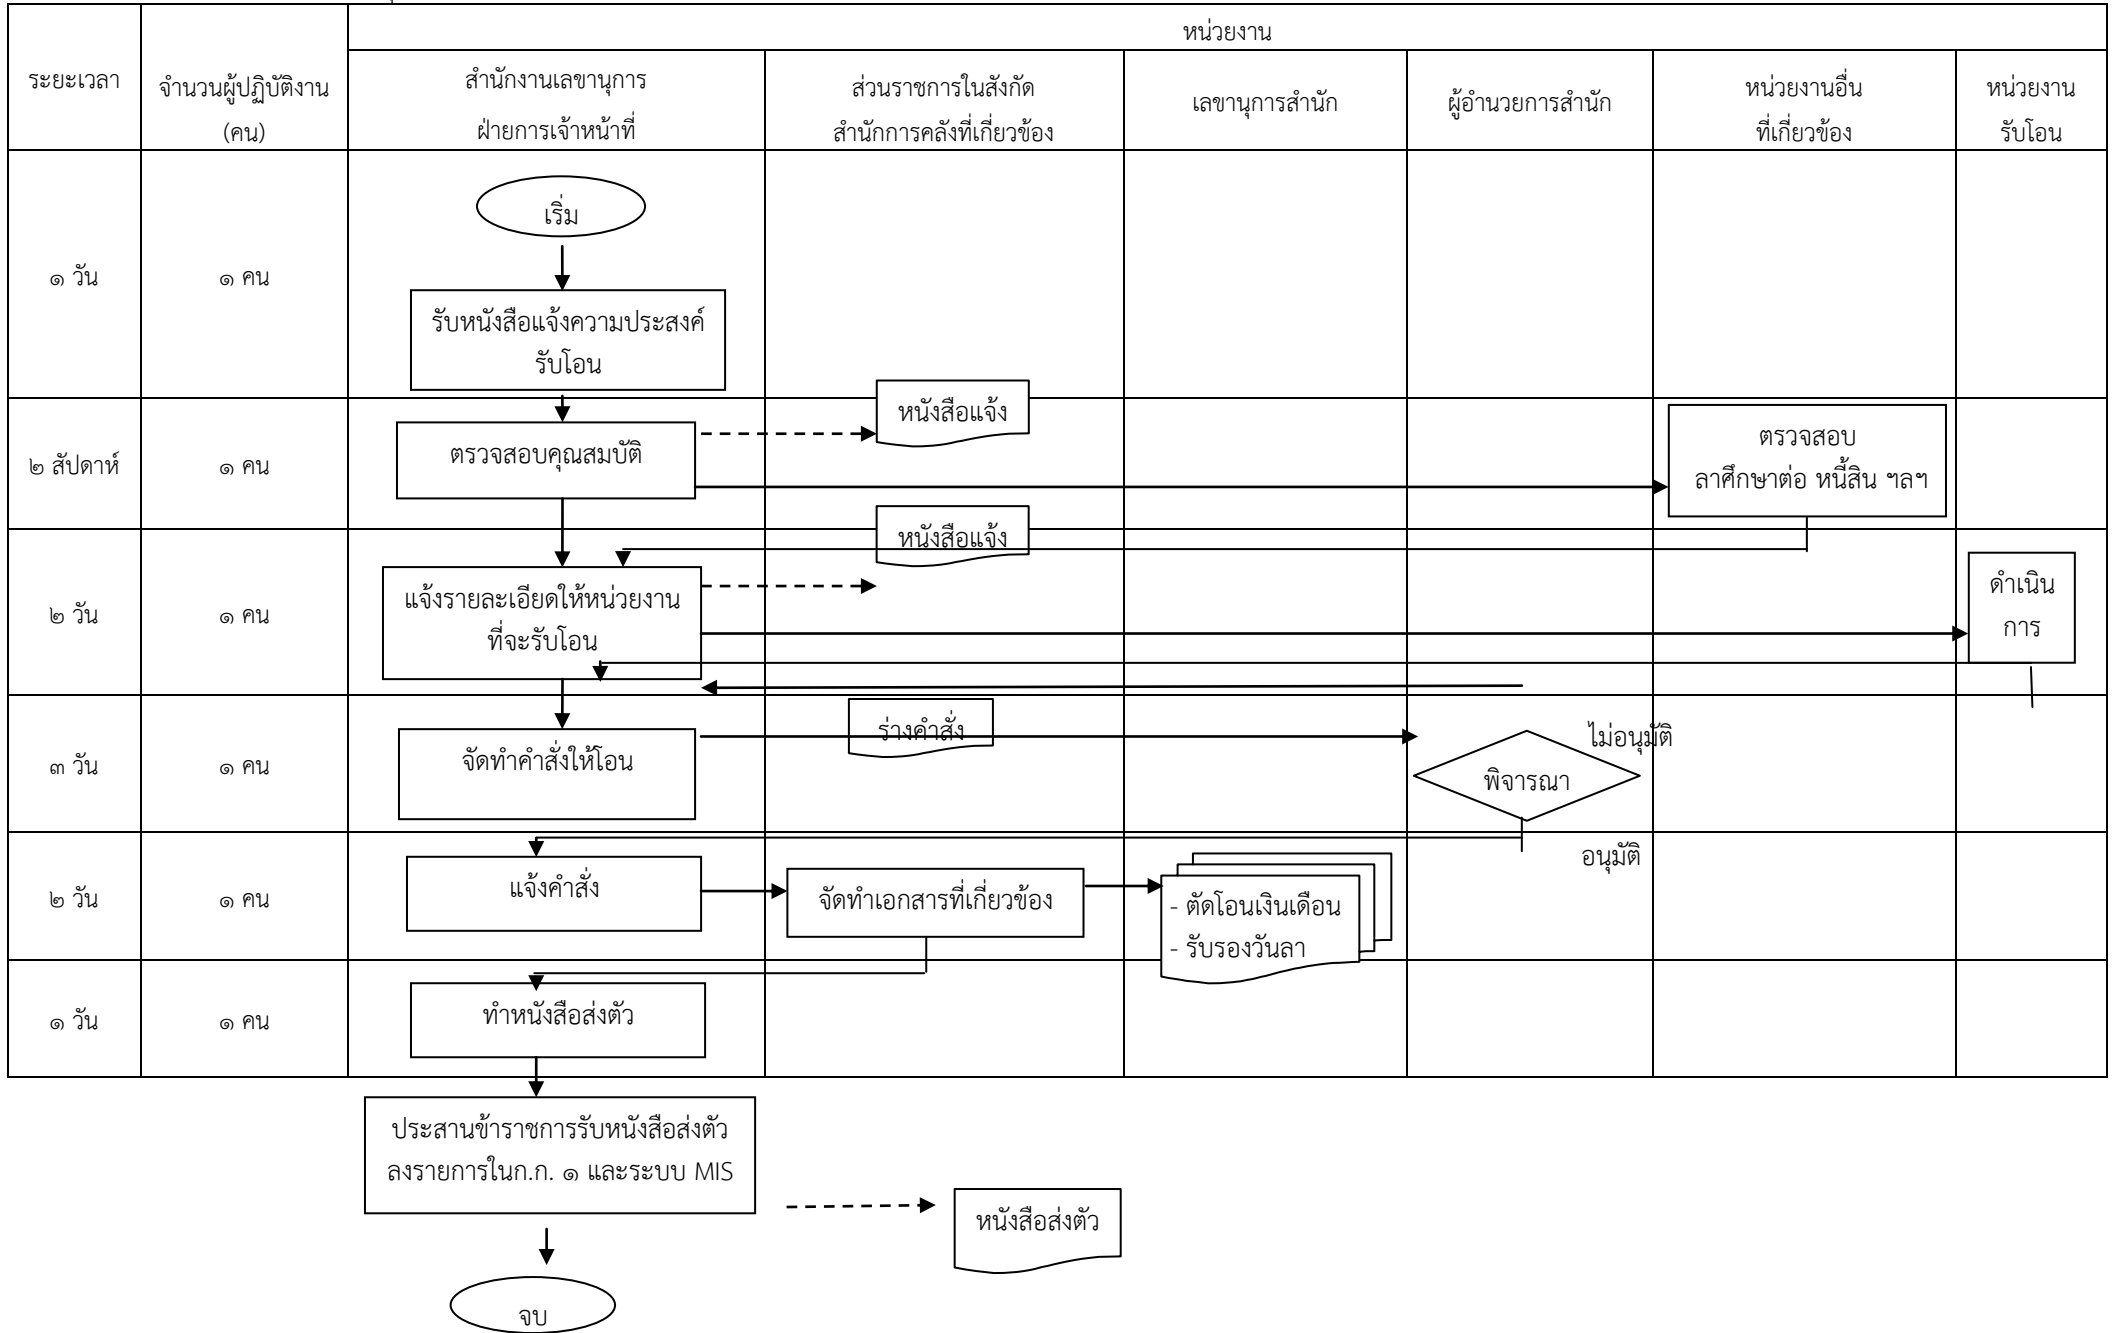 หน่วยงาน
ระยะเวลา
จำนวนผู้ปฏิบัติงาน
(คน)
สำนักงานเลขานุการ
ฝ่ายการเจ้าหน้าที่
ส่วนราชการในสังกัด
สำนักการคลังที่เกี่ยวข้อง
เลขานุการสำนัก
ผู้อำนวยการสำนัก
หน่วยงานอื่น
ที่เกี่ยวข้อง
หน่วยงาน
รับโอน
เริ่ม
๑ วัน
๑ คน
รับหนังสือแจ้งความประสงค์
รับโอน
๒ สัปดาห์
๑ คน
ตรวจสอบคุณสมบัติ
หนังสือแจ้ง
ตรวจสอบ
ลาศึกษาต่อ หนี้สิน ฯลฯ
๒ วัน
๑ คน
แจ้งรายละเอียดให้หน่วยงาน
ที่จะรับโอน
หนังสือแจ้ง
ดำเนิน
การ
๓ วัน
๑ คน
จัดทำคำสั่งให้โอน
ร่างคำสั่ง
พิจารณา
ไม่อนุมัติ
อนุมัติ
๒ วัน
๑ คน
แจ้งคำสั่ง
จัดทำเอกสารที่เกี่ยวข้อง
- ตัดโอนเงินเดือน
- รับรองวันลา
๑ วัน
๑ คน
ทำหนังสือส่งตัว
ประสานข้าราชการรับหนังสือส่งตัว
ลงรายการในก.ก. ๑ และระบบ MIS
หนังสือส่งตัว
จบ